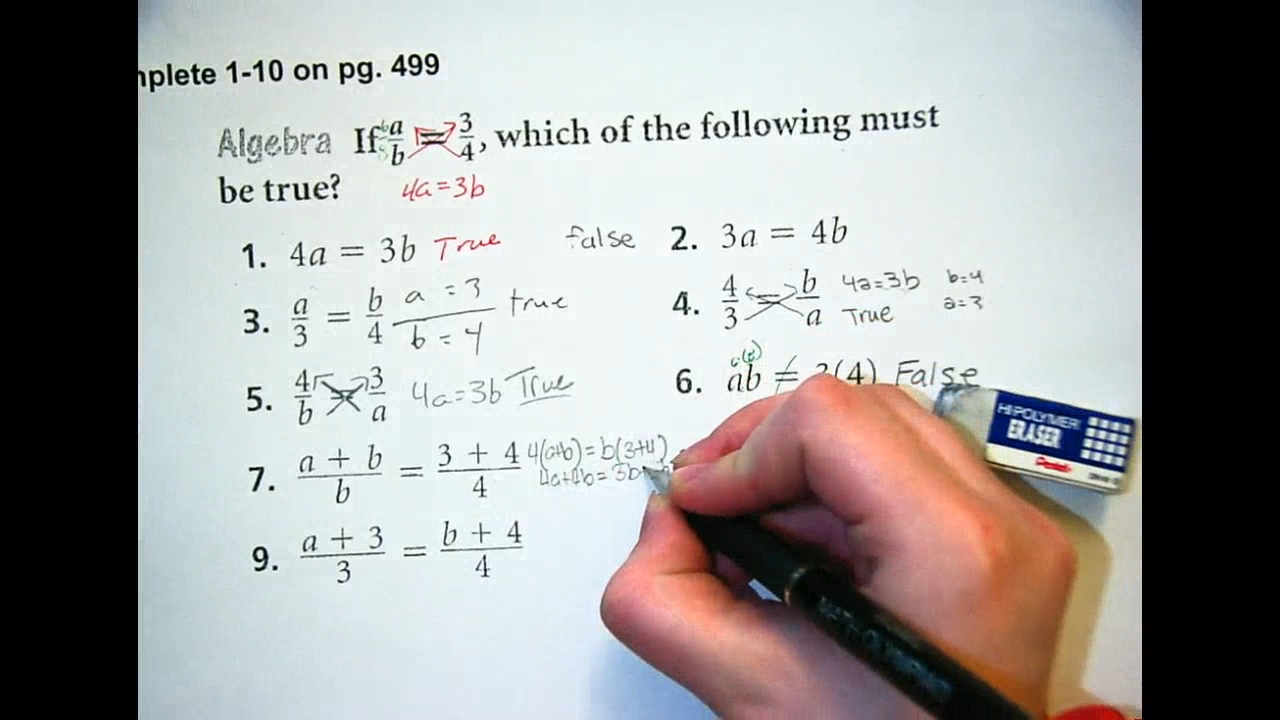 nplete 1-10 on pg. 499
Algebra If a/b = 3/4, which of the following must
be true? 4a=3b
1. 4a = 3b True
false 2. 3a = 4b
3. a/3 = b/4 a = 3 true
b = 4
4. 4/3 = b/a 4a=3b b=4
True a=3
5. 4/b = 3/a 4a=3b True
6. ab ≠ 3(4) False
7. (a + b)/b = (3 + 4)/4 4(a+b)=b(3+4)
4a+4b=3b
9. (a + 3)/3 = (b + 4)/4
HI-POLYMER
ERASER
Pentel